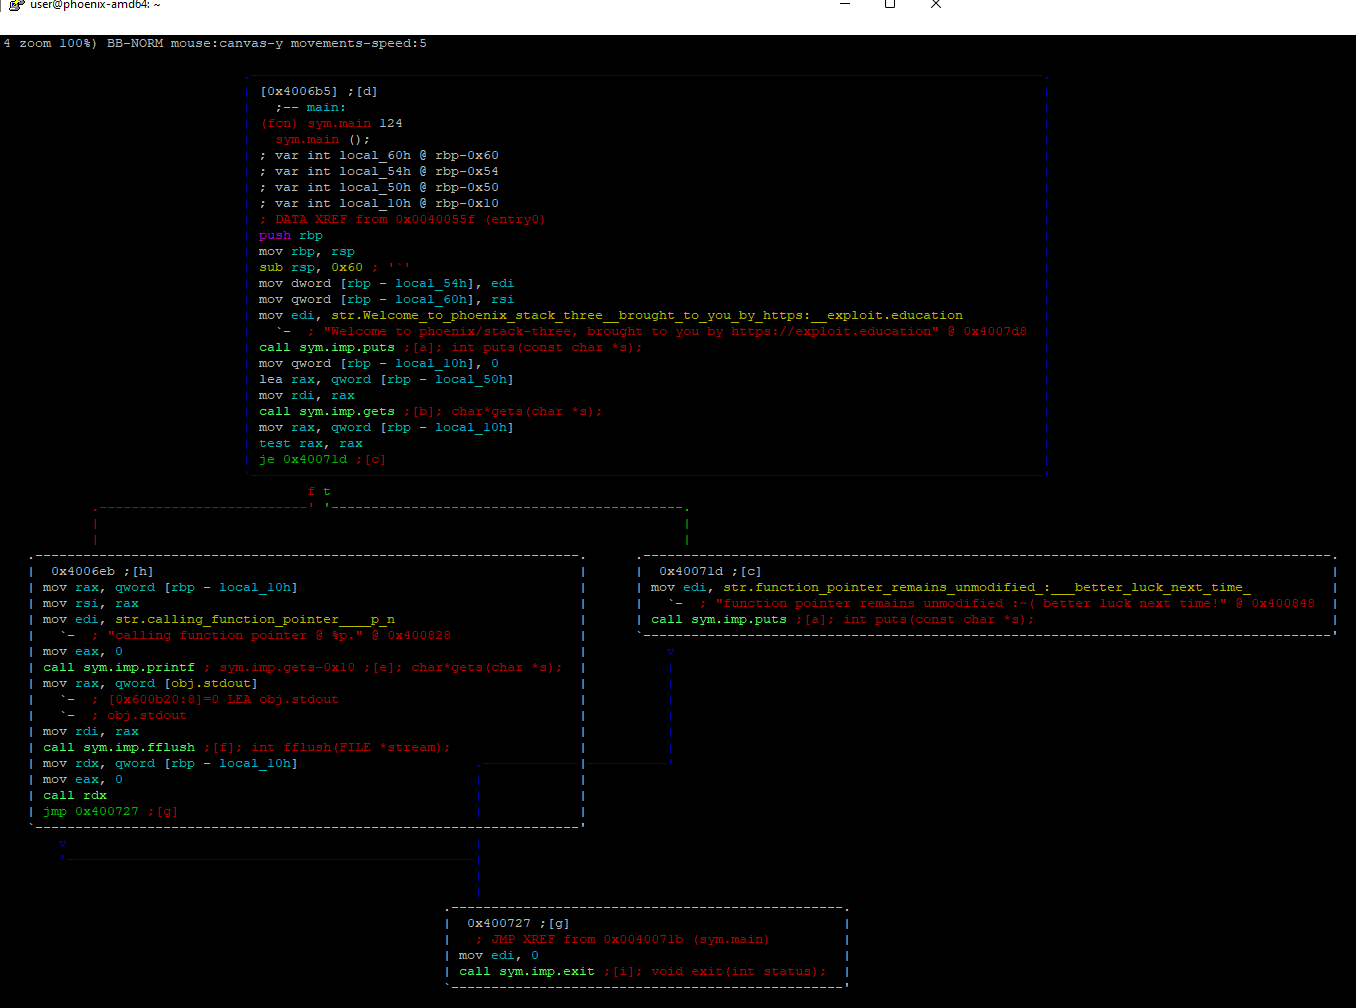 user@phoenix-amd64: ~
4 zoom 100%) BB-NORM mouse:canvas-y movements-speed:5
[0x4006b5] ;[d]
;-- main:
(fcn) sym.main 124
sym.main ();
; var int local_60h @ rbp-0x60
; var int local_54h @ rbp-0x54
; var int local_50h @ rbp-0x50
; var int local_10h @ rbp-0x10
; DATA XREF from 0x0040055f (entry0)
push rbp
mov rbp, rsp
sub rsp, 0x60 ; '`'
mov dword [rbp - local_54h], edi
mov qword [rbp - local_60h], rsi
mov edi, str.Welcome_to_phoenix_stack_three__brought_to_you_by_https:__exploit.education
`- ; "Welcome to phoenix/stack-three, brought to you by https://exploit.education" @ 0x4007d8
call sym.imp.puts ;[a]; int puts(const char *s);
mov qword [rbp - local_10h], 0
lea rax, qword [rbp - local_50h]
mov rdi, rax
call sym.imp.gets ;[b]; char*gets(char *s);
mov rax, qword [rbp - local_10h]
test rax, rax
je 0x40071d ;[c]
f t
0x4006eb ;[h]
mov rax, qword [rbp - local_10h]
mov rsi, rax
mov edi, str.calling_function_pointer____p_n
`- ; "calling function pointer @ %p." @ 0x400828
mov eax, 0
call sym.imp.printf ; sym.imp.gets-0x10 ;[e]; char*gets(char *s);
mov rax, qword [obj.stdout]
`- ; [0x600b20:8]=0 LEA obj.stdout
`- ; obj.stdout
mov rdi, rax
call sym.imp.fflush ;[f]; int fflush(FILE *stream);
mov rdx, qword [rbp - local_10h]
mov eax, 0
call rdx
jmp 0x400727 ;[g]
v
0x40071d ;[c]
mov edi, str.function_pointer_remains_unmodified_:___better_luck_next_time_
`- ; "function pointer remains unmodified :~( better luck next time!" @ 0x400848
call sym.imp.puts ;[a]; int puts(const char *s);
v
0x400727 ;[g]
; JMP XREF from 0x0040071b (sym.main)
mov edi, 0
call sym.imp.exit ;[i]; void exit(int status);